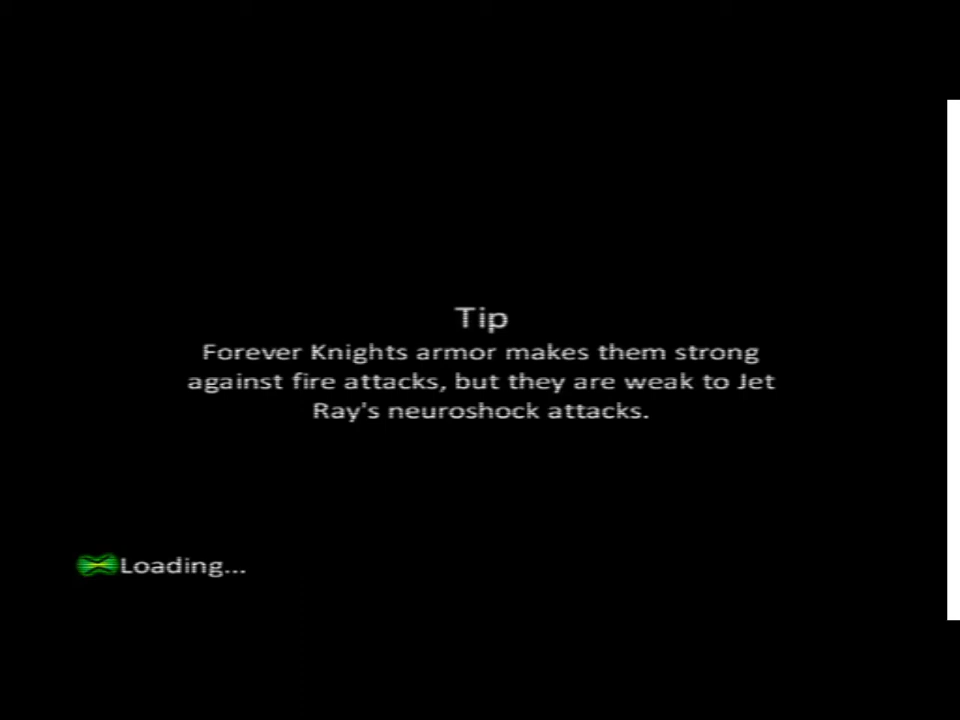 Tip
Forever Knights armor makes them strong
against fire attacks, but they are weak to Jet
Ray's neuroshock attacks.
Loading...